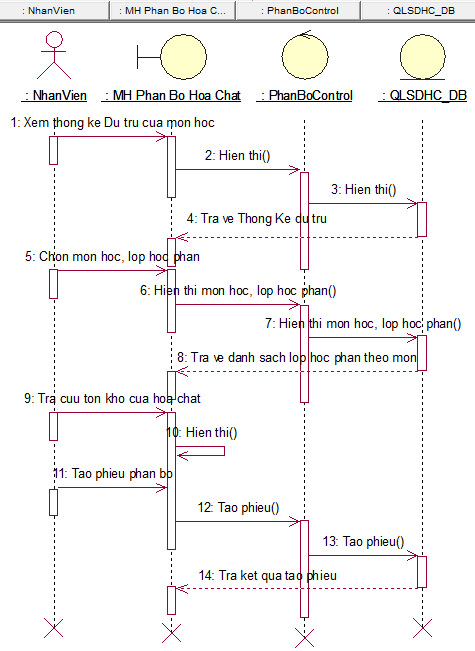 : NhanVien
: MH Phan Bo Hoa C...
: PhanBoControl
: QLSDHC_DB
: NhanVien
: MH Phan Bo Hoa Chat
: PhanBoControl
: QLSDHC_DB
1: Xem thong ke Du tru cua mon hoc
2: Hien thi()
3: Hien thi()
4: Tra ve Thong Ke du tru
5: Chon mon hoc, lop hoc phan
6: Hien thi mon hoc, lop hoc phan()
7: Hien thi mon hoc, lop hoc phan()
8: Tra ve danh sach lop hoc phan theo mon
9: Tra cuu ton kho cua hoa chat
10: Hien thi()
11: Tao phieu phan bo
12: Tao phieu()
13: Tao phieu()
14: Tra ket qua tao phieu